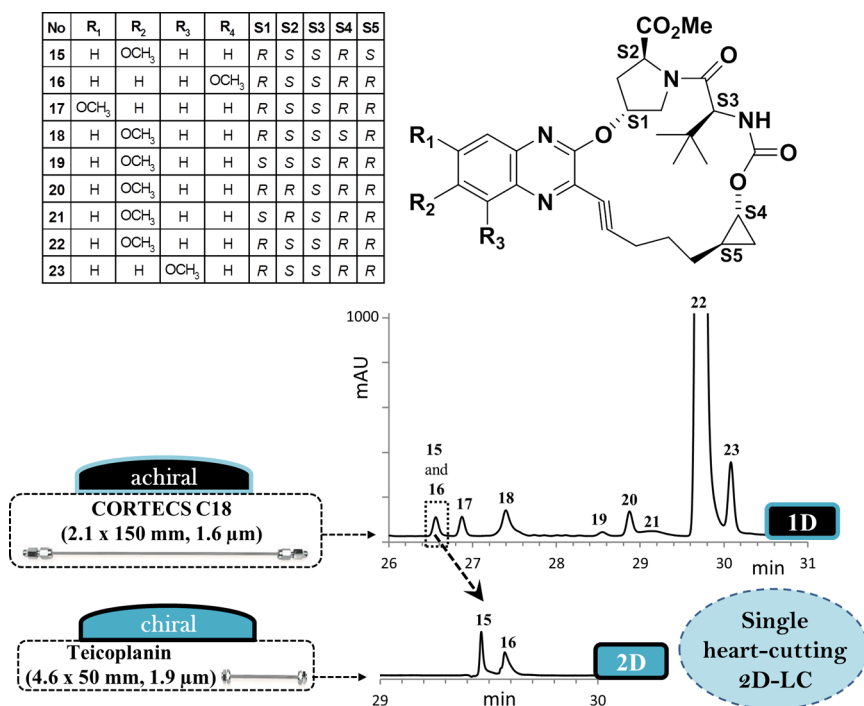 No R₁ R₂ R₃ R₄ S1 S2 S3 S4 S5
15 H OCH₃ H H R S S R S
16 H H H OCH₃ R S S R R
17 OCH₃ H H H R S S R R
18 H OCH₃ H H R S S S R
19 H OCH₃ H H S S S R R
20 H OCH₃ H H R R S R R
21 H OCH₃ H H S R S R R
22 H OCH₃ H H R S S R R
23 H H OCH₃ H R S S R R
CO₂Me
S2
N
O
S3
S1
O
NH
R₁
N
O
O
R₂
N
S4
R₃
S5
22
1000
mAU
15
and
16
17
18
19
20
21
23
1D
26 27 28 29 30 31
min
achiral
CORTECS C18
(2.1 x 150 mm, 1.6 µm)
chiral
Teicoplanin
(4.6 x 50 mm, 1.9 µm)
15
16
2D
29 30
min
Single
heart-cutting
2D-LC